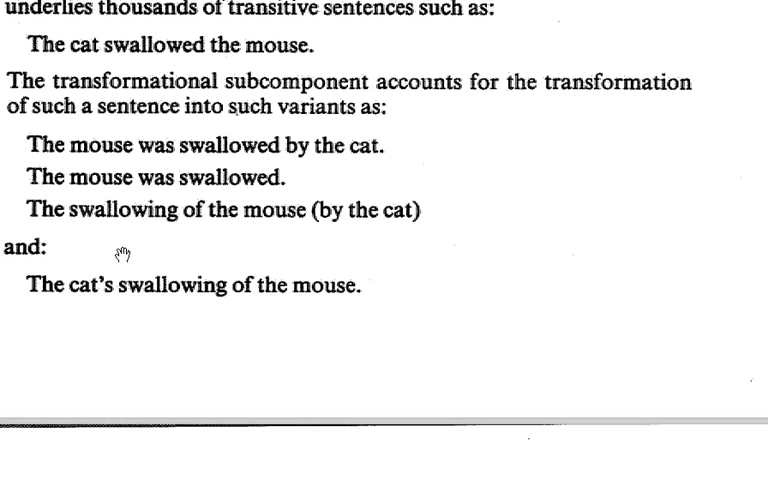 underlies thousands of transitive sentences such as:
The cat swallowed the mouse.
The transformational subcomponent accounts for the transformation
of such a sentence into such variants as:
The mouse was swallowed by the cat.
The mouse was swallowed.
The swallowing of the mouse (by the cat)
and:
The cat’s swallowing of the mouse.